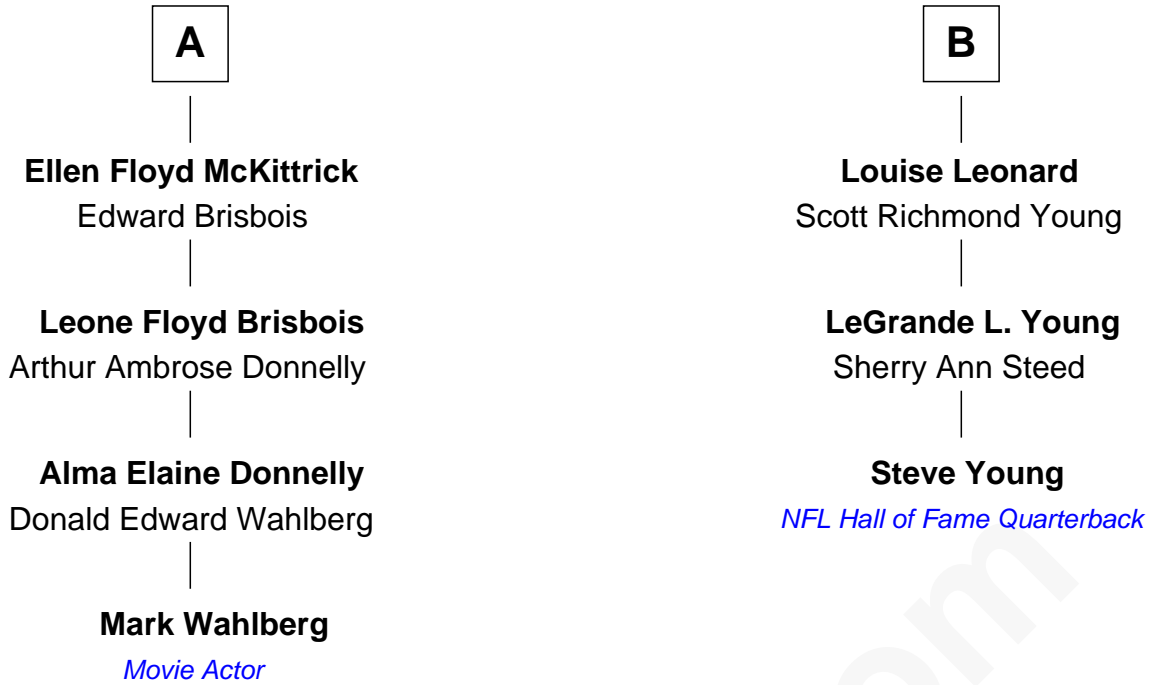 A
Ellen Floyd McKittrick
Edward Brisbois
Leone Floyd Brisbois
Arthur Ambrose Donnelly
Alma Elaine Donnelly
Donald Edward Wahlberg
Mark Wahlberg
Movie Actor
B
Louise Leonard
Scott Richmond Young
LeGrande L. Young
Sherry Ann Steed
Steve Young
NFL Hall of Fame Quarterback
om